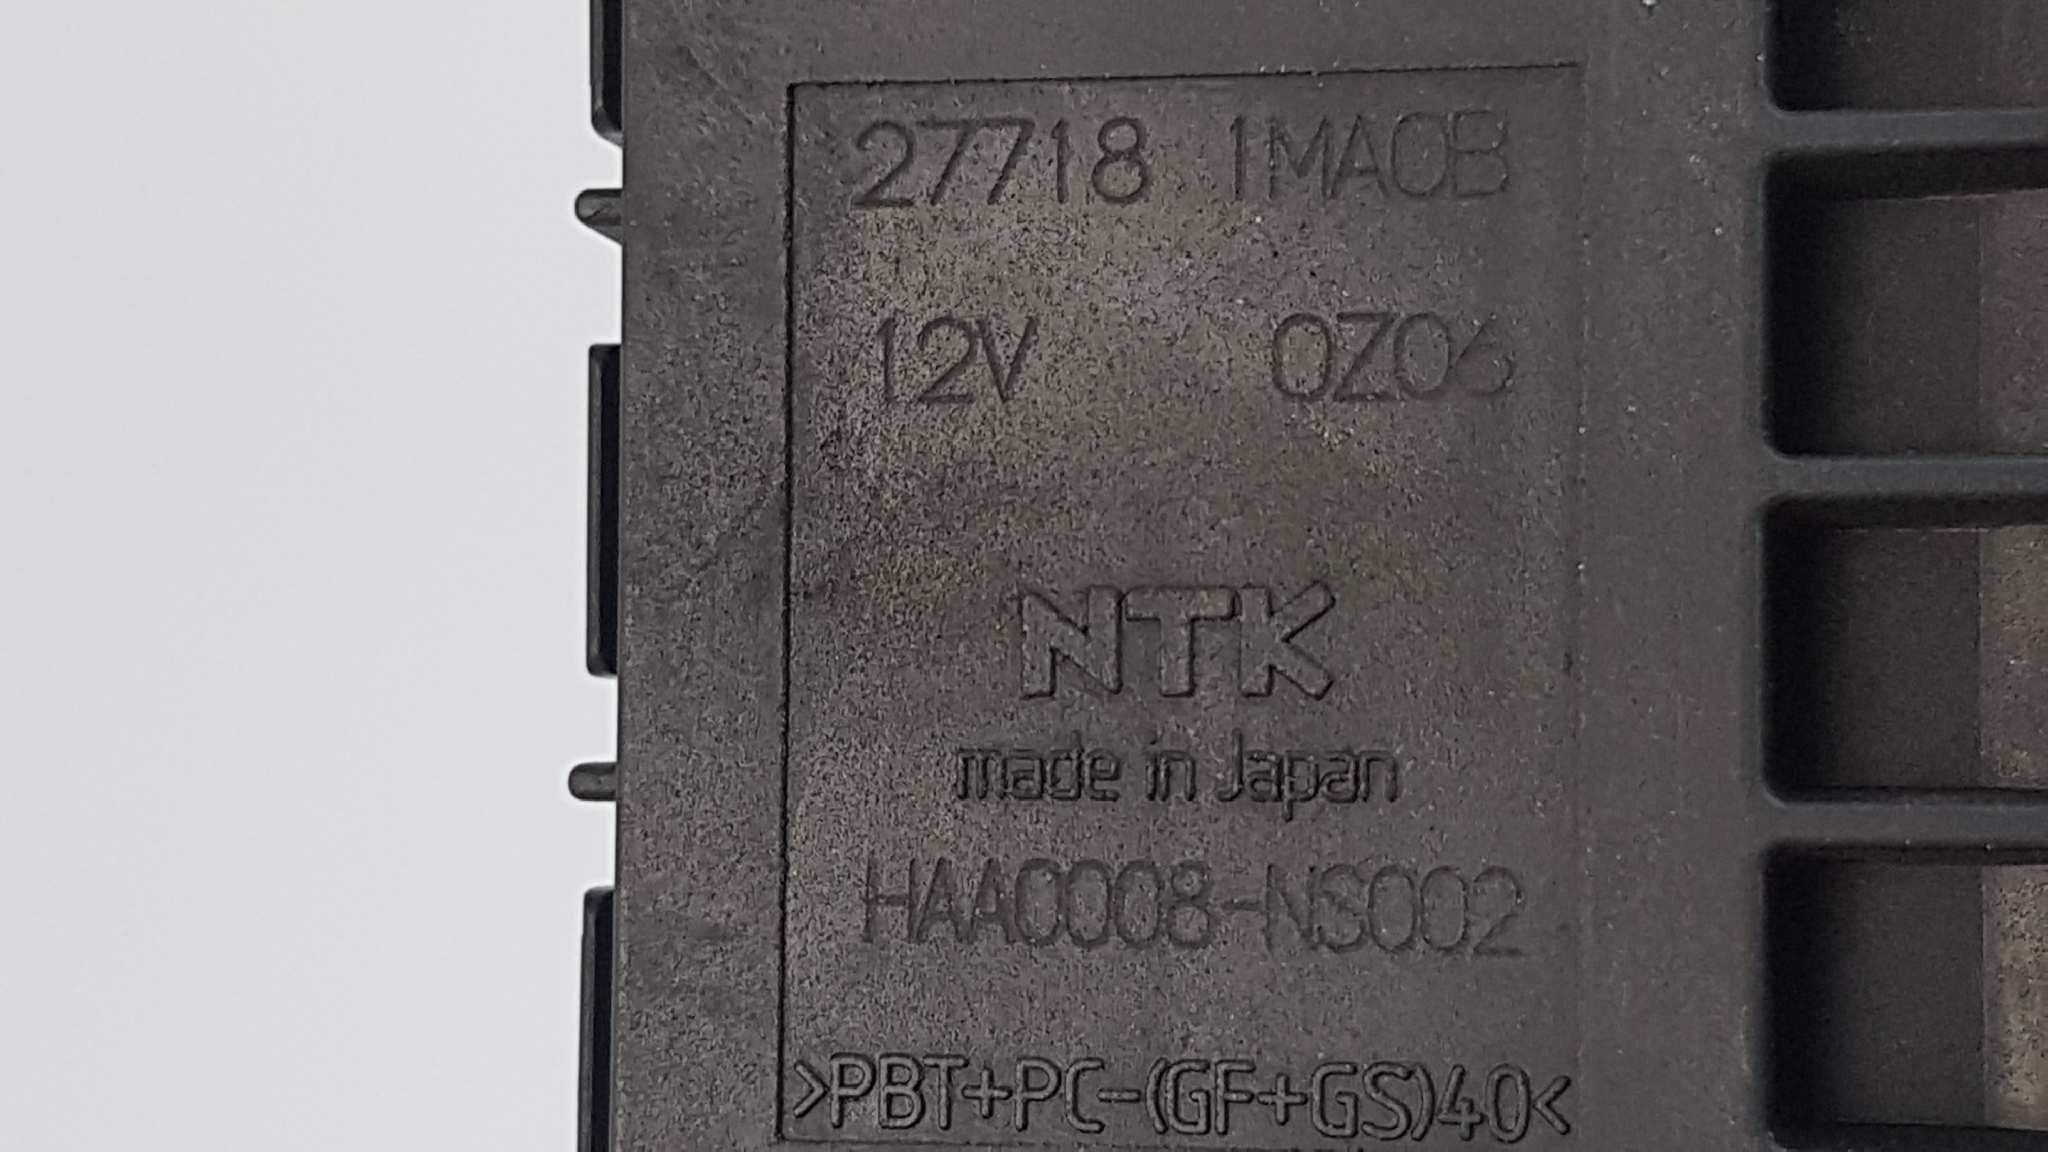 27718 1MA0B
12V 0Z06
NTK
made in Japan
HAA0008-NS002
>PBT+PC-(GF+GS)40<